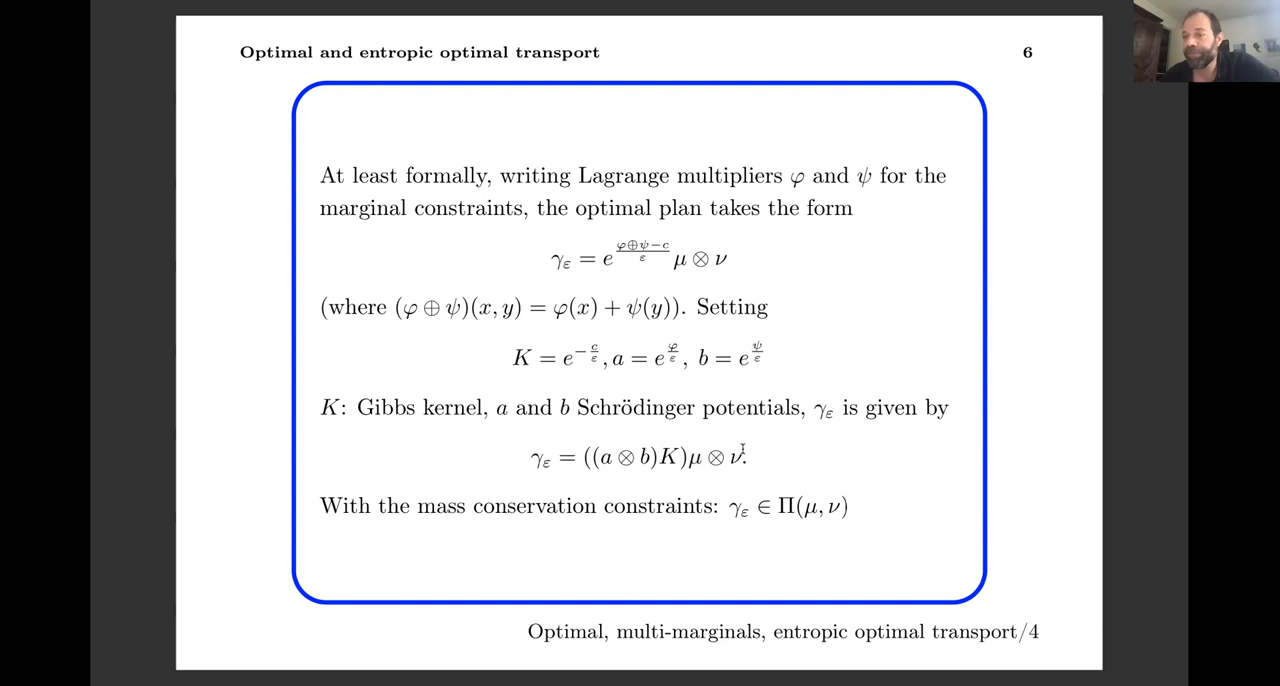 Optimal and entropic optimal transport 6
At least formally, writing Lagrange multipliers φ and ψ for the
marginal constraints, the optimal plan takes the form
γ_ε = e^{(φ⊕ψ−c)/ε} μ ⊗ ν
(where (φ ⊕ ψ)(x, y) = φ(x) + ψ(y)). Setting
K = e^{−c/ε}, a = e^{φ/ε}, b = e^{ψ/ε}
K: Gibbs kernel, a and b Schrödinger potentials, γ_ε is given by
γ_ε = ((a ⊗ b)K)μ ⊗ ν.
With the mass conservation constraints: γ_ε ∈ Π(μ, ν)
Optimal, multi-marginals, entropic optimal transport/4